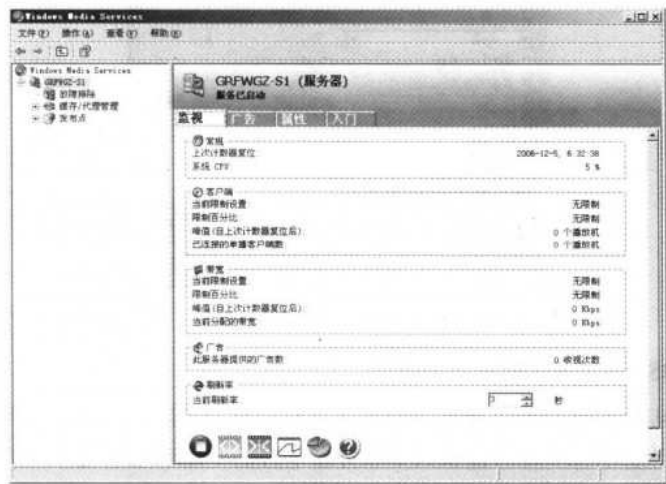 Windows Media Services
文件(F) 操作(A) 查看(V) 帮助(H)
Windows Media Services
GRFWGZ-S1
故障排除
缓存/代理管理
发布点
GRFWGZ-S1 (服务器)
服务已启动
监视 广告 属性 入门
常规
上次计数器复位: 2006-12-5, 6:32:38
系统 CPU 5 %
客户端
当前限制设置: 无限制
限制百分比: 无限制
峰值(自上次计数器复位后): 0 个播放机
已连接的单播客户端数 0 个播放机
带宽
当前限制设置: 无限制
限制百分比: 无限制
峰值(自上次计数器复位后): 0 Kbps
当前分配的带宽 0 Kbps
广告
此服务器提供的广告数 0 收视次数
刷新率
当前刷新率 3 秒